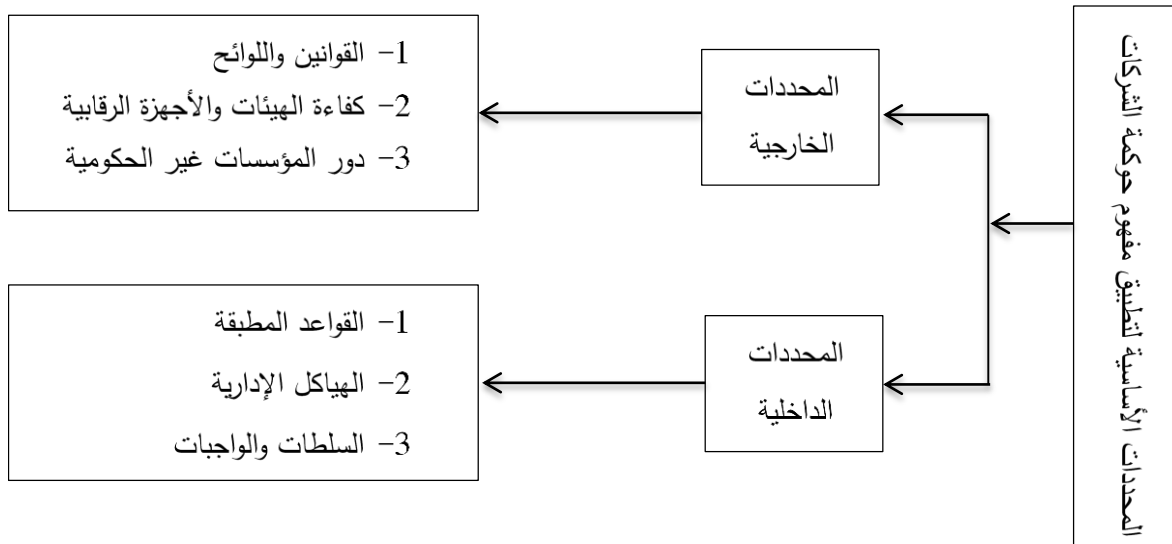 المحددات الأساسية لتطبيق مفهوم حوكمة الشركات
المحددات
الخارجية
1- القوانين واللوائح
2- كفاءة الهيئات والأجهزة الرقابية
3- دور المؤسسات غير الحكومية
المحددات
الداخلية
1- القواعد المطبقة
2- الهياكل الإدارية
3- السلطات والواجبات